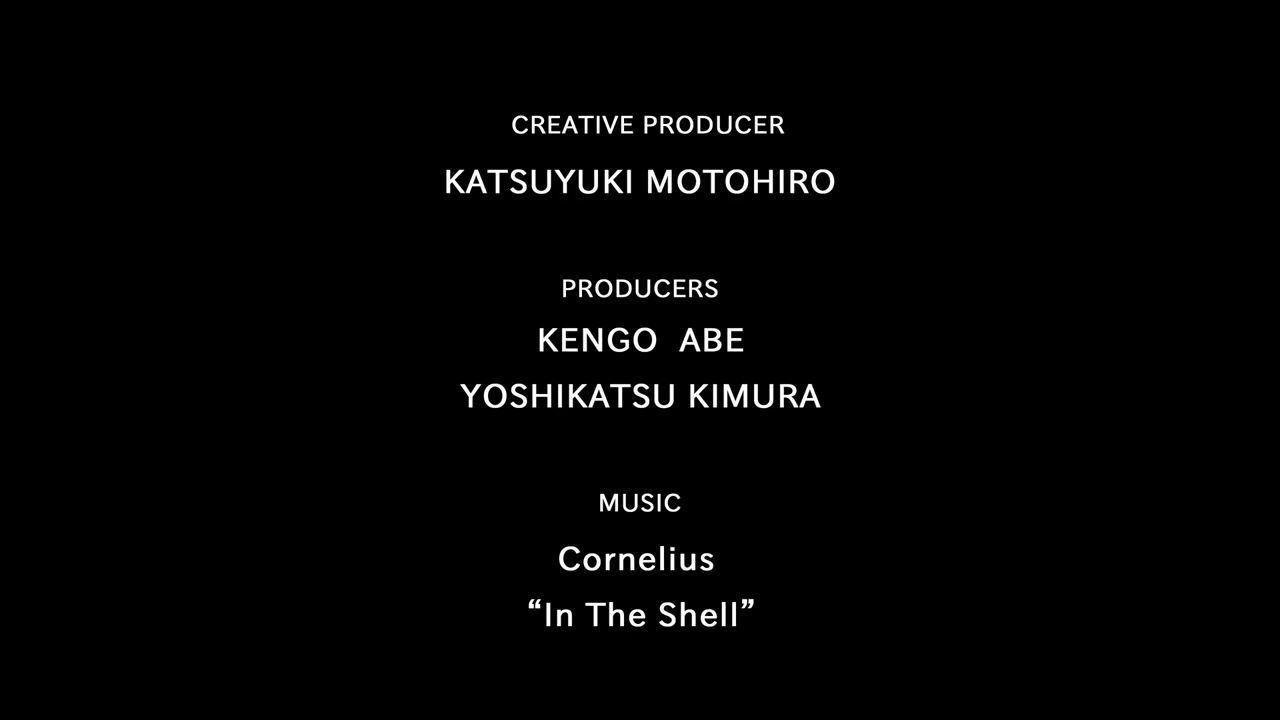 CREATIVE PRODUCER
KATSUYUKI MOTOHIRO
PRODUCERS
KENGO ABE
YOSHIKATSU KIMURA
MUSIC
Cornelius
“In The Shell”